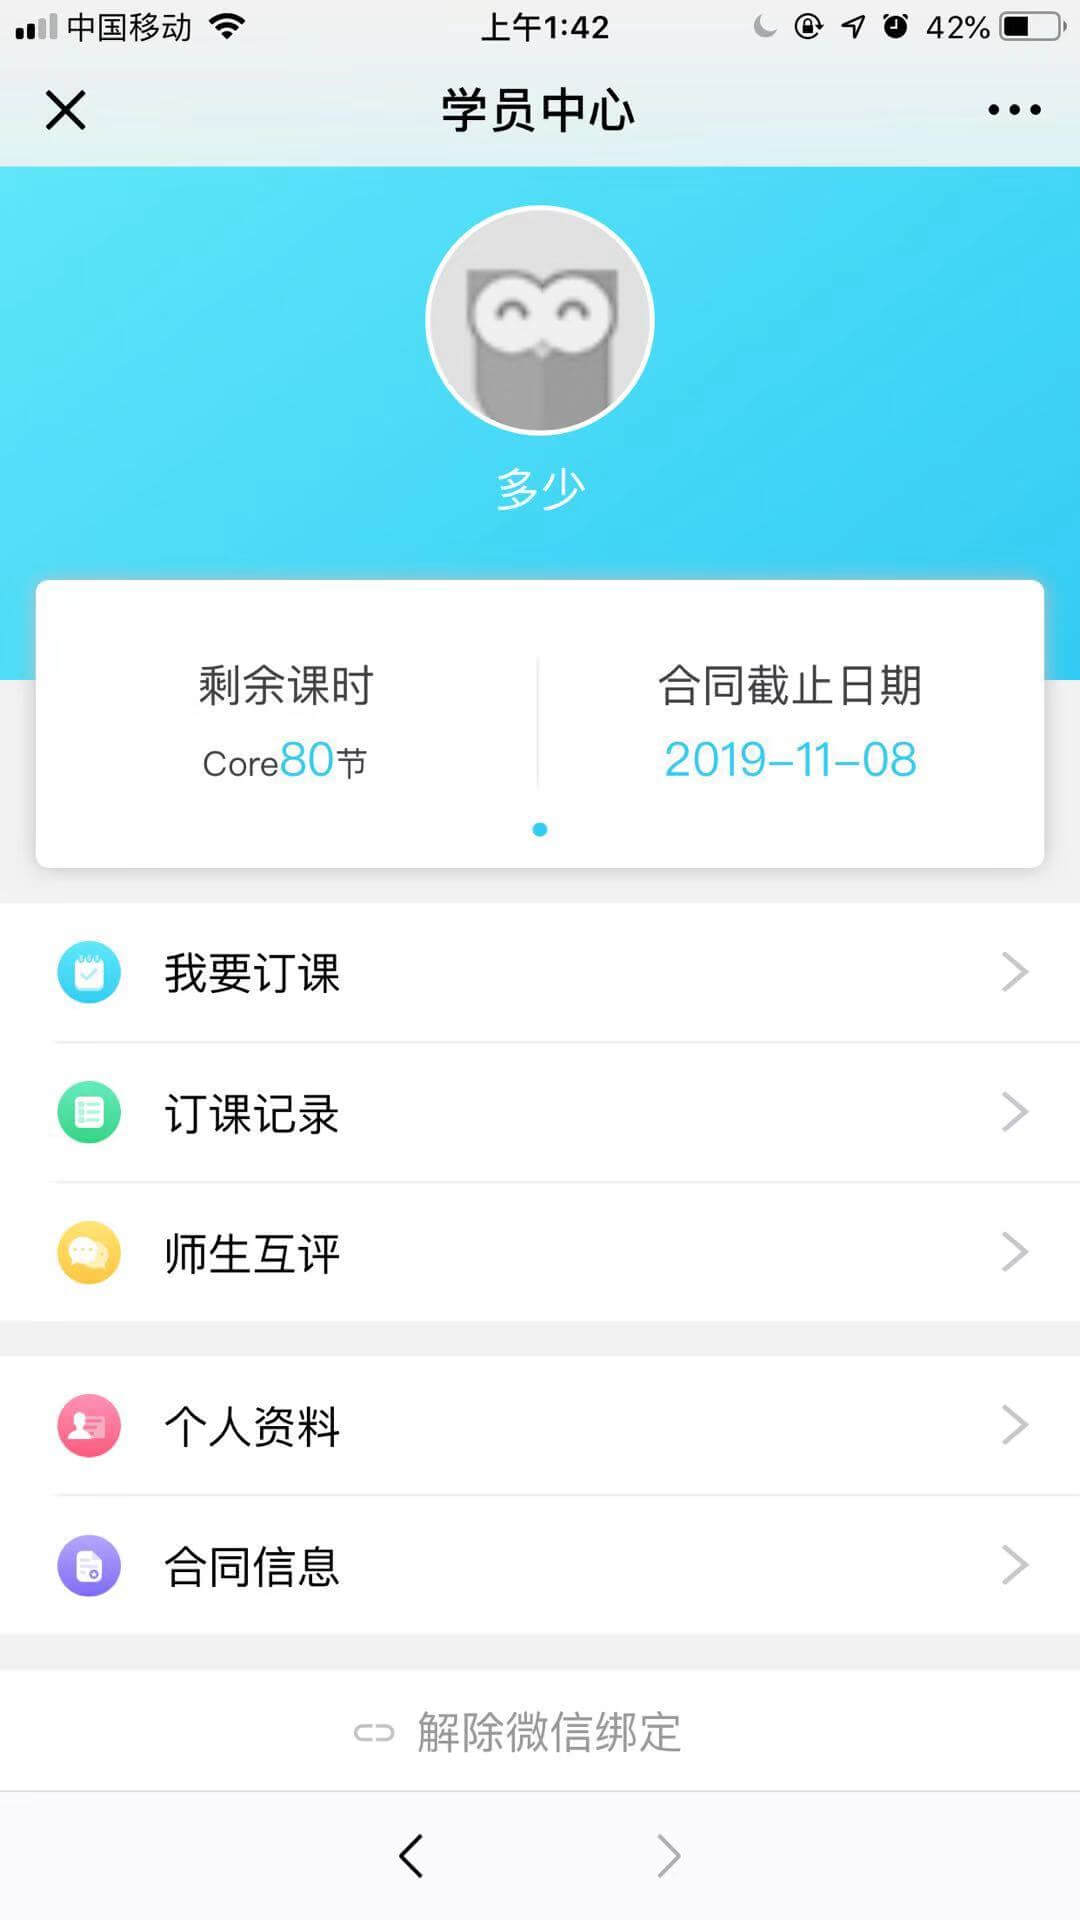 中国移动 上午1:42 42%
学员中心
多少
剩余课时 合同截止日期
Core80节 2019-11-08
我要订课
订课记录
师生互评
个人资料
合同信息
解除微信绑定